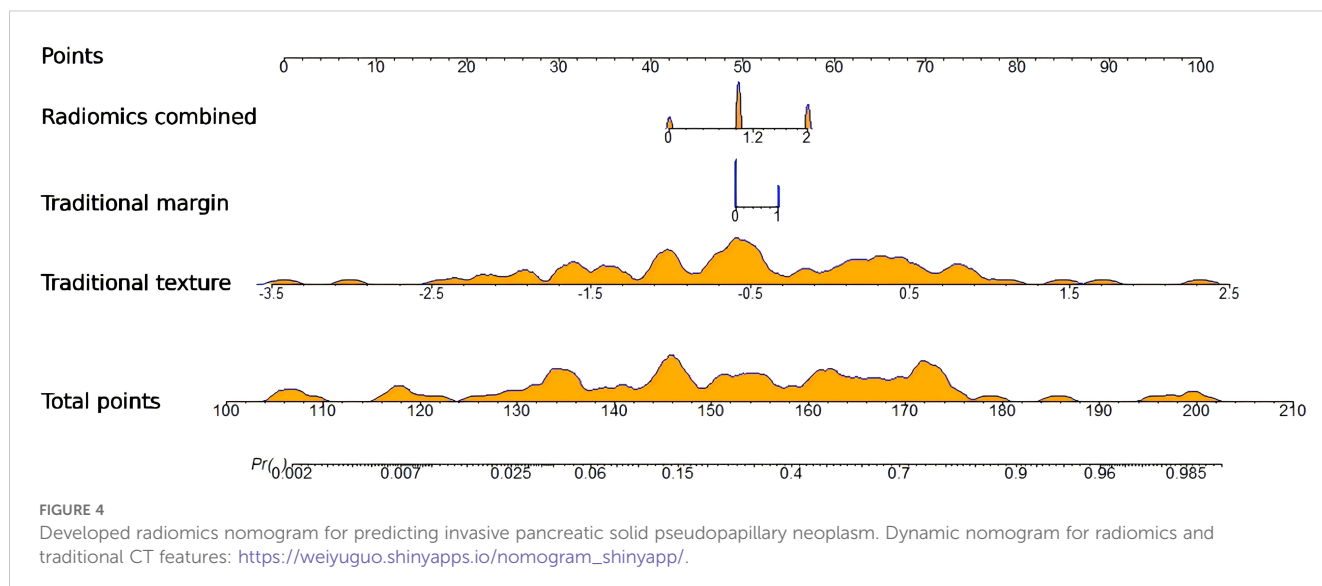 Points
0 10 20 30 40 50 60 70 80 90 100
Radiomics combined
0 1.2 2
Traditional margin
0 1
Traditional texture
-3.5 -2.5 -1.5 -0.5 0.5 1.5 2.5
Total points
100 110 120 130 140 150 160 170 180 190 200 210
Pr( )
0.002 0.007 0.025 0.06 0.15 0.4 0.7 0.9 0.96 0.985
FIGURE 4
Developed radiomics nomogram for predicting invasive pancreatic solid pseudopapillary neoplasm. Dynamic nomogram for radiomics and
traditional CT features: https://weiyuguo.shinyapps.io/nomogram_shinyapp/.